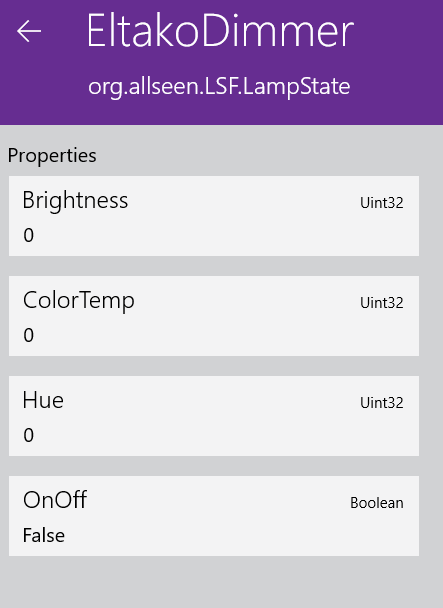 EltakoDimmer
org.allseen.LSF.LampState
Properties
Brightness Uint32
0
ColorTemp Uint32
0
Hue Uint32
0
OnOff Boolean
False